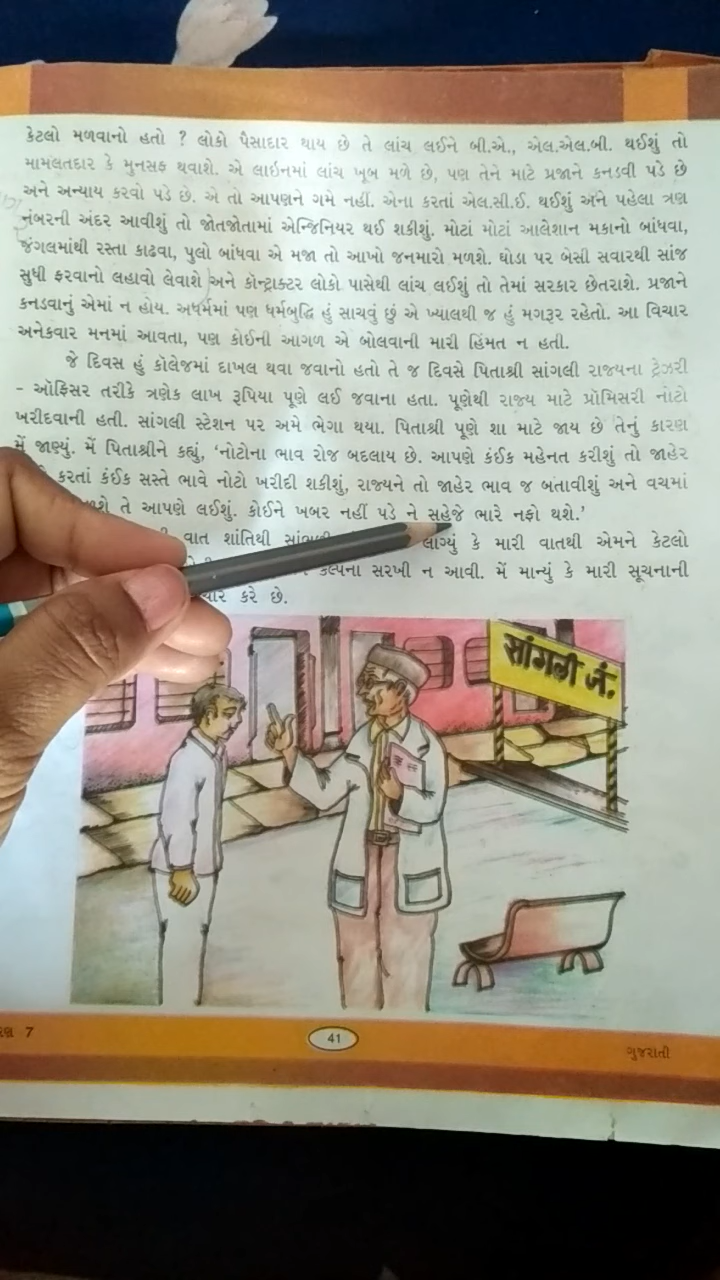 કેટલો મળવાનો હતો ? લોકો પૈસાદાર થાય છે તે લાંચ લઈને બી.એ., એલ.એલ.બી. થઈશું તો
મામલતદાર કે મુનસફ થવાશે. એ લાઇનમાં લાંચ ખૂબ મળે છે, પણ તેને માટે પ્રજાને કનડવી પડે છે
અને અન્યાય કરવો પડે છે. એ તો આપણને ગમે નહીં. એના કરતાં એલ.સી.ઈ. થઈશું અને પહેલા ત્રણ
નંબરની અંદર આવીશું તો જોતજોતામાં એન્જિનિયર થઈ શકીશું. મોટાં મોટાં આલેશાન મકાનો બાંધવા,
જંગલમાંથી રસ્તા કાઢવા, પુલો બાંધવા એ મજા તો આખો જનમારો મળશે. ઘોડા પર બેસી સવારથી સાંજ
સુધી ફરવાનો લહાવો લેવાશે અને કૉન્ટ્રાક્ટર લોકો પાસેથી લાંચ લઈશું તો તેમાં સરકાર છેતરાશે. પ્રજાને
કનડવાનું એમાં ન હોય. અધર્મમાં પણ ધર્મબુદ્ધિ હું સાચવું છું એ ખ્યાલથી જ હું મગરૂર રહેતો. આ વિચાર
અનેકવાર મનમાં આવતા, પણ કોઈની આગળ એ બોલવાની મારી હિંમત ન હતી.
જે દિવસ હું કૉલેજમાં દાખલ થવા જવાનો હતો તે જ દિવસે પિતાશ્રી સાંગલી રાજ્યના ટ્રેઝરી
- ઑફિસર તરીકે ત્રણેક લાખ રૂપિયા પૂણે લઈ જવાના હતા. પૂણેથી રાજ્ય માટે પ્રૉમિસરી નોટો
ખરીદવાની હતી. સાંગલી સ્ટેશન પર અમે ભેગા થયા. પિતાશ્રી પૂણે શા માટે જાય છે તેનું કારણ
મેં જાણ્યું. મેં પિતાશ્રીને કહ્યું, ‘નોટોના ભાવ રોજ બદલાય છે. આપણે કંઈક મહેનત કરીશું તો જાહેર
કરતાં કંઈક સસ્તે ભાવે નોટો ખરીદી શકીશું, રાજ્યને તો જાહેર ભાવ જ બતાવીશું અને વચમાં
તે આપણે લઈશું. કોઈને ખબર નહીં પડે ને સહેજે ભારે નફો થશે.’
વાત શાંતિથી લાગ્યું કે મારી વાતથી એમને કેટલો
કલ્પના સરખી ન આવી. મેં માન્યું કે મારી સૂચનાની
કરે છે.
सांगली जं.
7
41
ગુજરાતી